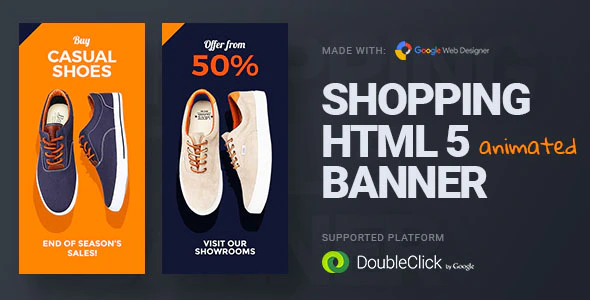 Buy
CASUAL
SHOES
END OF SEASON'S
SALES!
Offer from
50%
VISIT OUR
SHOWROOMS
MADE WITH:
Google Web Designer
SHOPPING
HTML 5 animated
BANNER
SUPPORTED PLATFORM
DoubleClick by Google